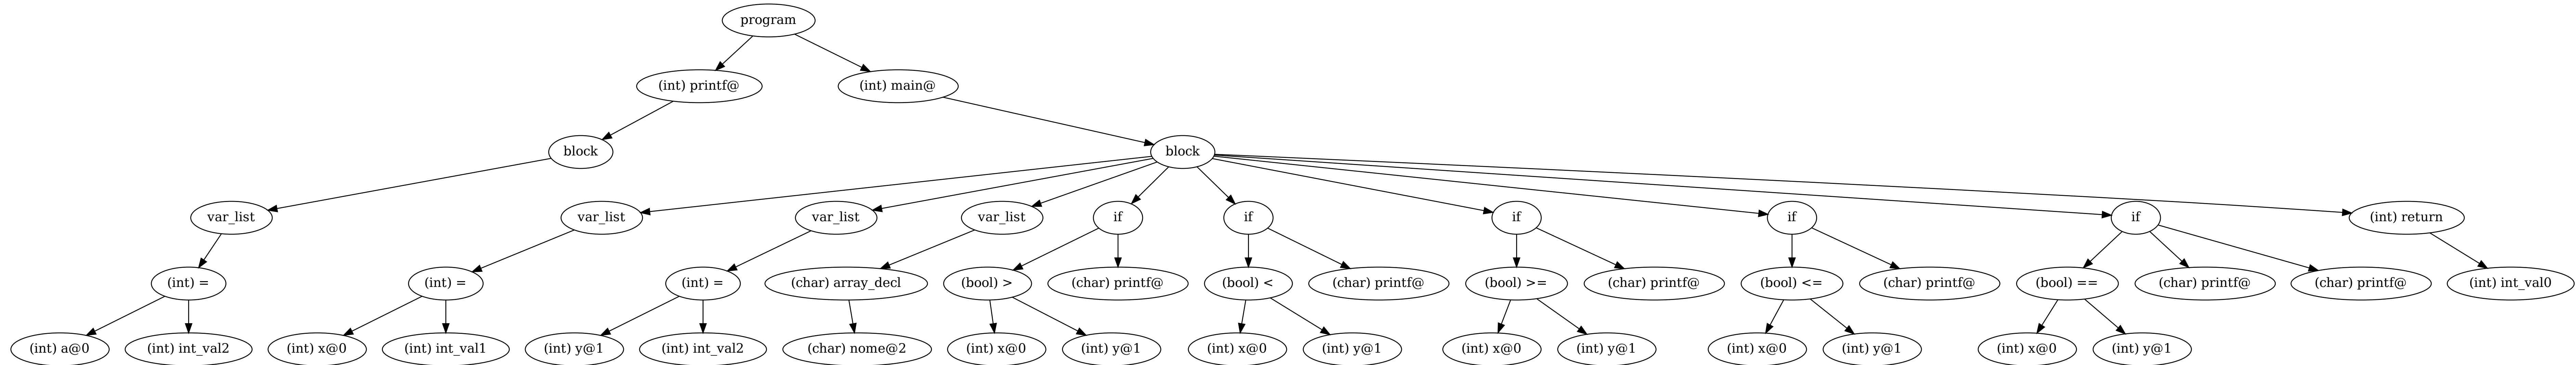 program
(int) printf@
(int) main@
block
block
var_list
var_list
var_list
var_list
if
if
if
if
if
(int) return
(int) =
(int) =
(int) =
(char) array_decl
(bool) >
(char) printf@
(bool) <
(char) printf@
(bool) >=
(char) printf@
(bool) <=
(char) printf@
(bool) ==
(char) printf@
(char) printf@
(int) int_val0
(int) a@0
(int) int_val2
(int) x@0
(int) int_val1
(int) y@1
(int) int_val2
(char) nome@2
(int) x@0
(int) y@1
(int) x@0
(int) y@1
(int) x@0
(int) y@1
(int) x@0
(int) y@1
(int) x@0
(int) y@1